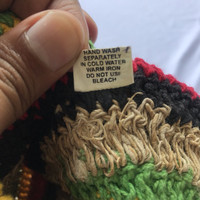 HAND WASH
SEPARATELY
IN COLD WATER
WARM IRON
DO NOT USE
BLEACH